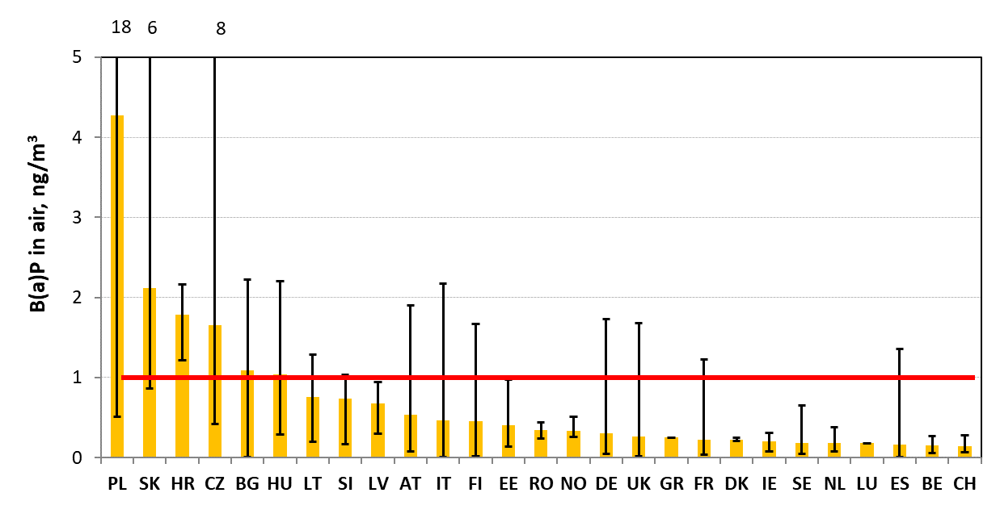 18 6 8
5
4
3
2
1
0
B(a)P in air, ng/m³
PL SK HR CZ BG HU LT SI LV AT IT FI EE RO NO DE UK GR FR DK IE SE NL LU ES BE CH